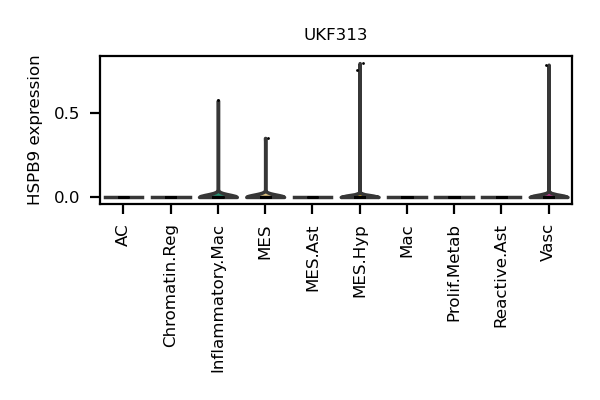 UKF313
HSPB9 expression
0.5
0.0
AC
Chromatin.Reg
Inflammatory.Mac
MES
MES.Ast
MES.Hyp
Mac
Prolif.Metab
Reactive.Ast
Vasc